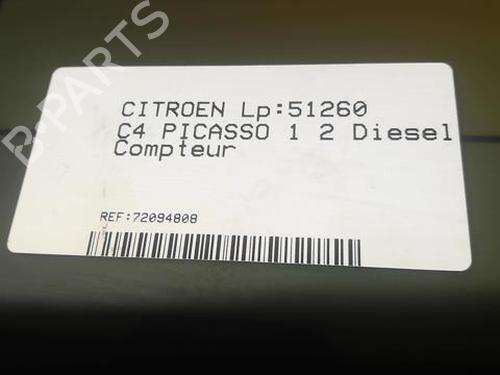 B-PARTS
CITROEN Lp:51260
C4 PICASSO 1 2 Diesel
Compteur
REF:72094808